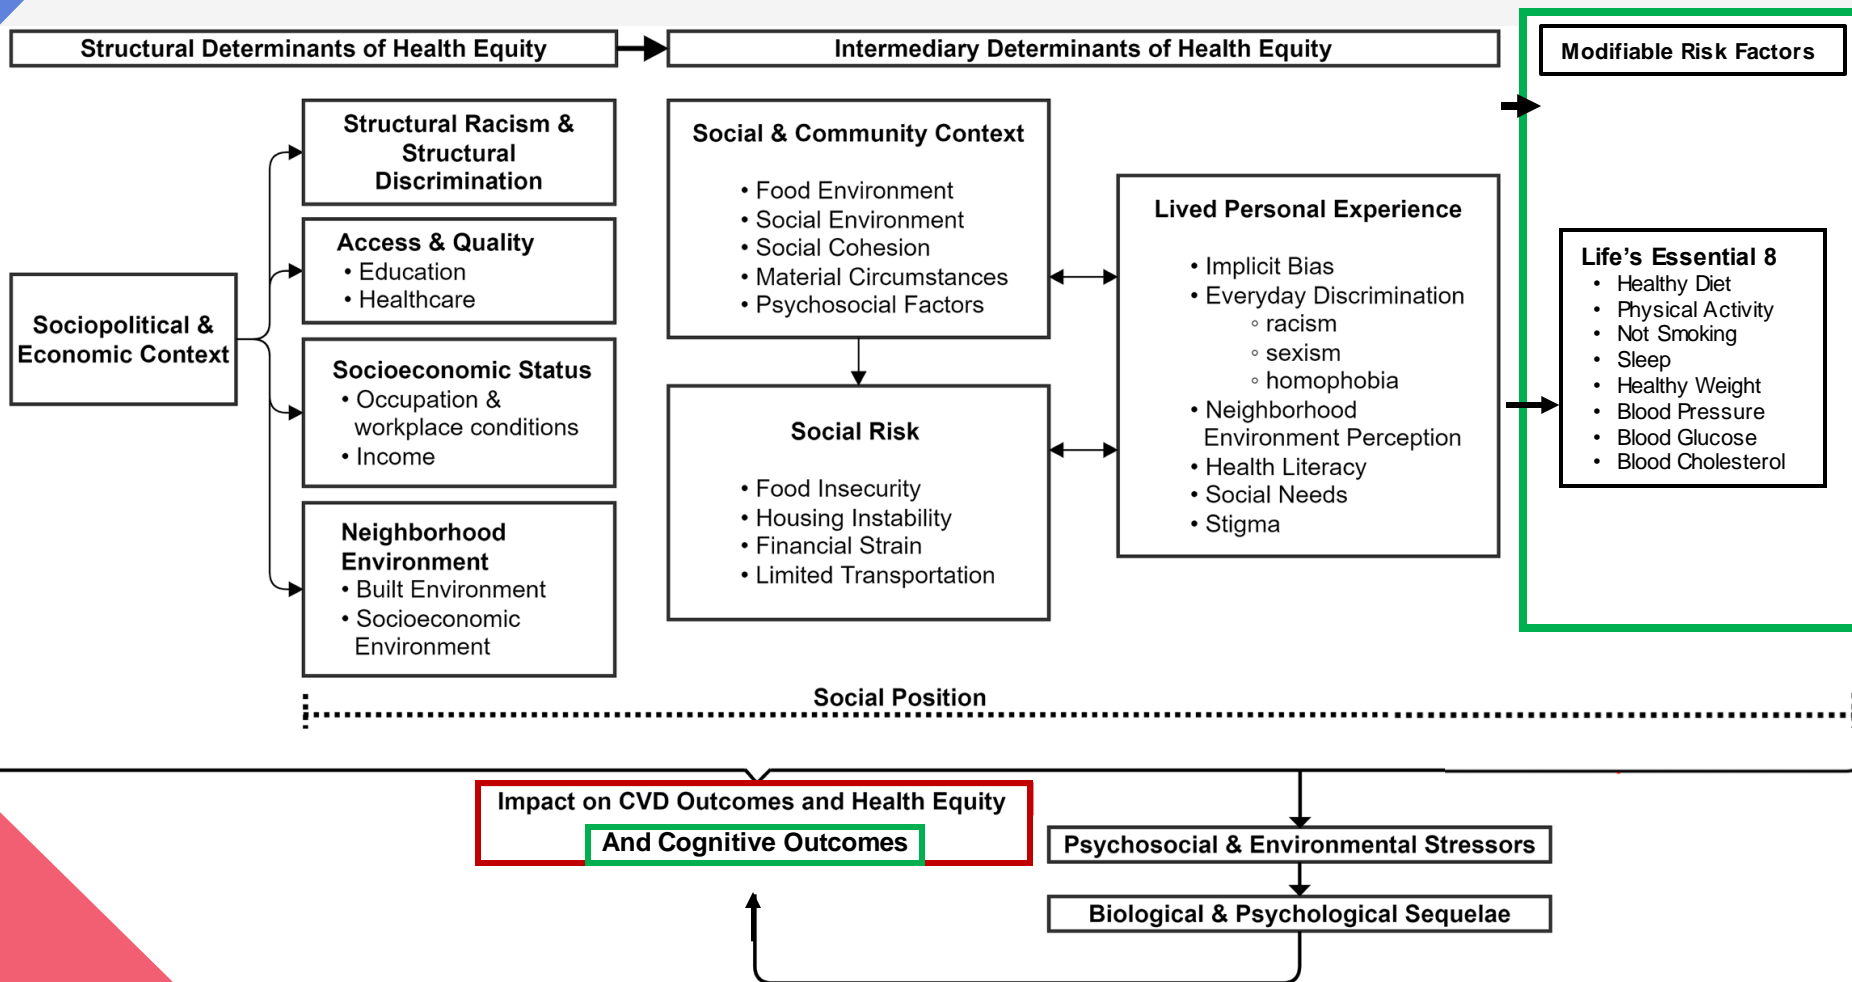 Structural Determinants of Health Equity
Intermediary Determinants of Health Equity
Modifiable Risk Factors
Sociopolitical &
Economic Context
Structural Racism &
Structural
Discrimination
Access & Quality
• Education
• Healthcare
Socioeconomic Status
• Occupation &
workplace conditions
• Income
Neighborhood
Environment
• Built Environment
• Socioeconomic
Environment
Social & Community Context
• Food Environment
• Social Environment
• Social Cohesion
• Material Circumstances
• Psychosocial Factors
Social Risk
• Food Insecurity
• Housing Instability
• Financial Strain
• Limited Transportation
Lived Personal Experience
• Implicit Bias
• Everyday Discrimination
◦ racism
◦ sexism
◦ homophobia
• Neighborhood
Environment Perception
• Health Literacy
• Social Needs
• Stigma
Life's Essential 8
• Healthy Diet
• Physical Activity
• Not Smoking
• Sleep
• Healthy Weight
• Blood Pressure
• Blood Glucose
• Blood Cholesterol
Social Position
Impact on CVD Outcomes and Health Equity
And Cognitive Outcomes
Psychosocial & Environmental Stressors
Biological & Psychological Sequelae